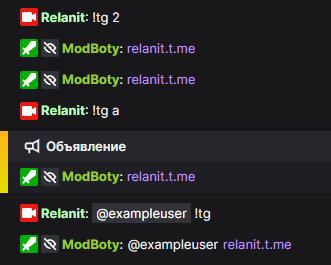 Relanit: !tg 2
ModBoty: relanit.t.me
ModBoty: relanit.t.me
Relanit: !tg a
Объявление
ModBoty: relanit.t.me
Relanit: @exampleuser !tg
ModBoty: @exampleuser relanit.t.me